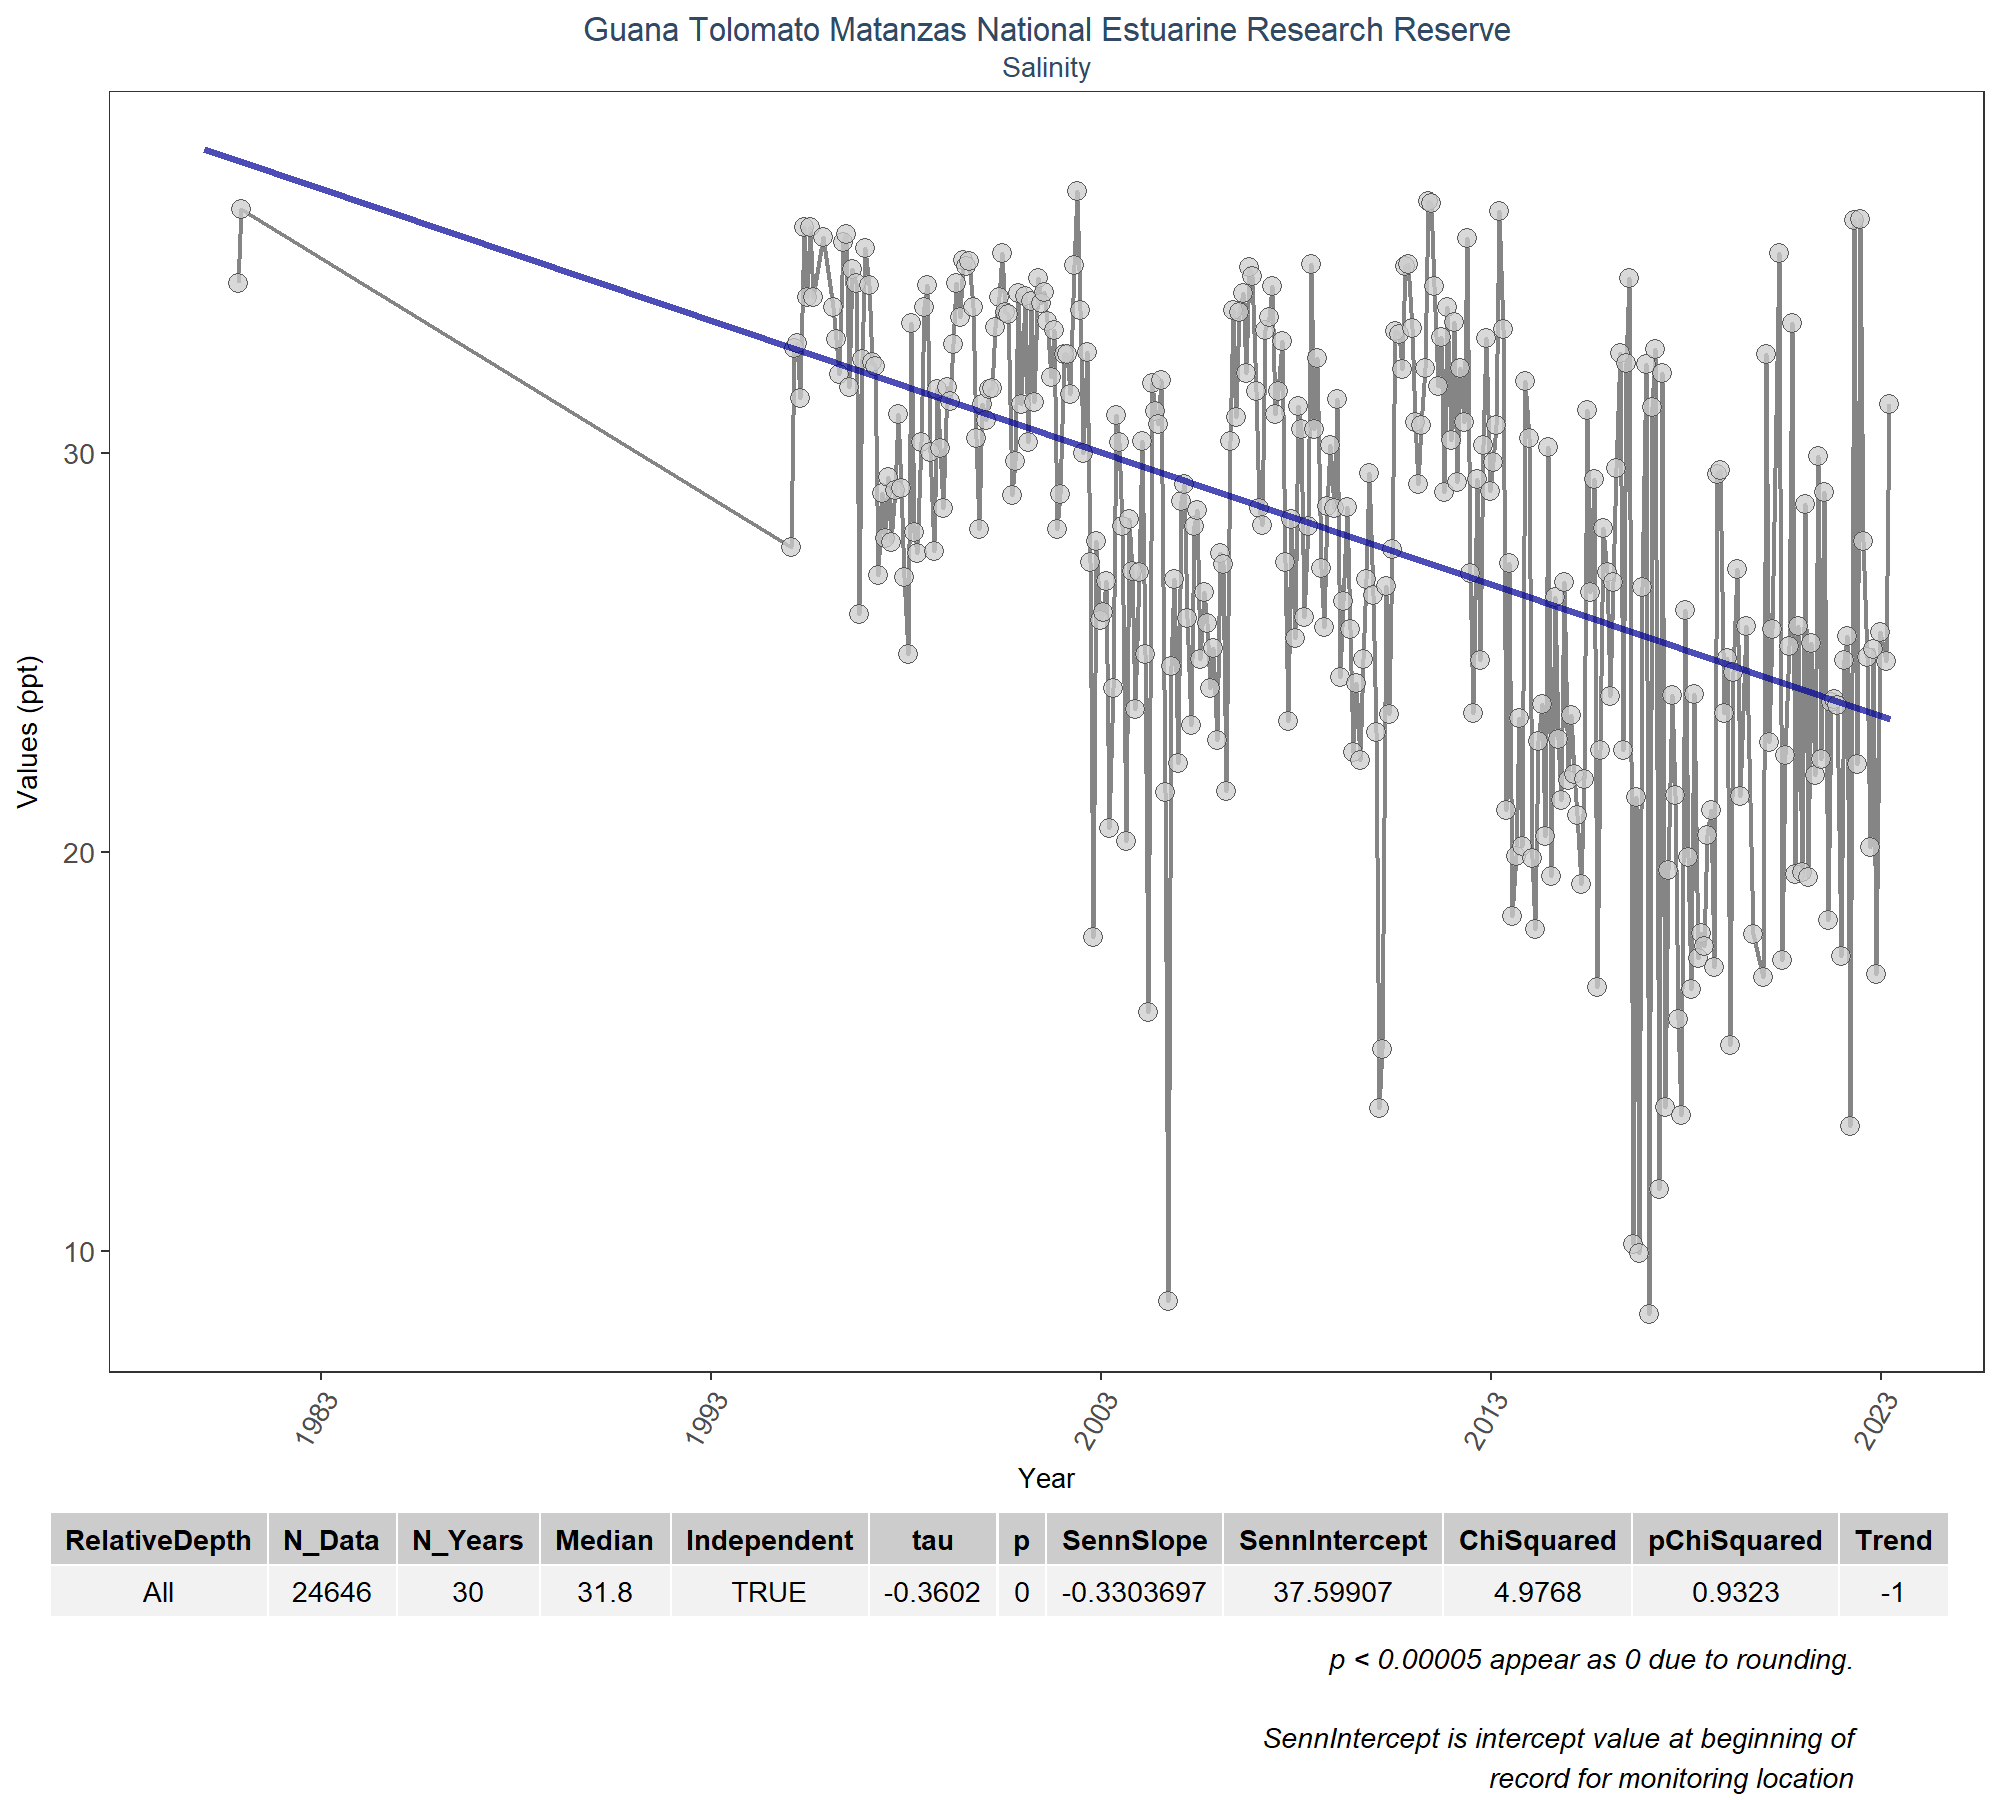 Guana Tolomato Matanzas National Estuarine Research Reserve
Salinity
Values (ppt)
30
20
10
1983
1993
2003
2013
2023
Year
RelativeDepth N_Data N_Years Median Independent tau p SennSlope SennIntercept ChiSquared pChiSquared Trend
All 24646 30 31.8 TRUE -0.3602 0 -0.3303697 37.59907 4.9768 0.9323 -1
p < 0.00005 appear as 0 due to rounding.
SennIntercept is intercept value at beginning of
record for monitoring location